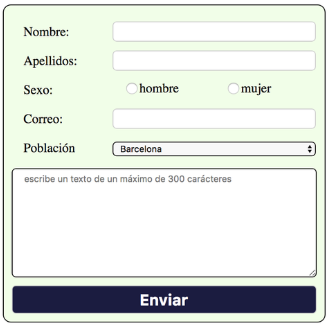 Nombre:
Apellidos:
Sexo: hombre mujer
Correo:
Población Barcelona
escribe un texto de un máximo de 300 carácteres
Enviar